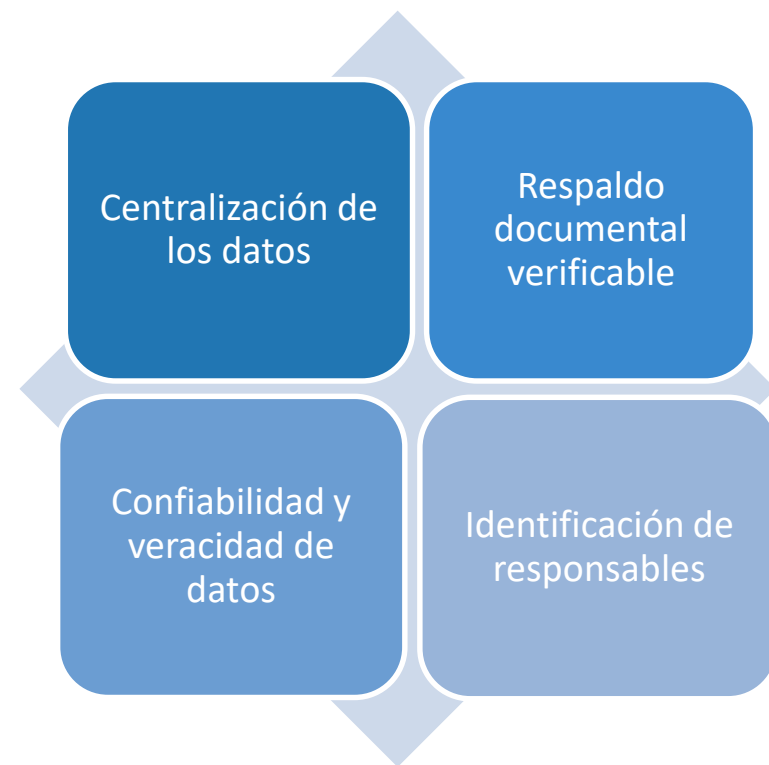 Centralización de
los datos
Respaldo
documental
verificable
Confiabilidad y
veracidad de
datos
Identificación de
responsables